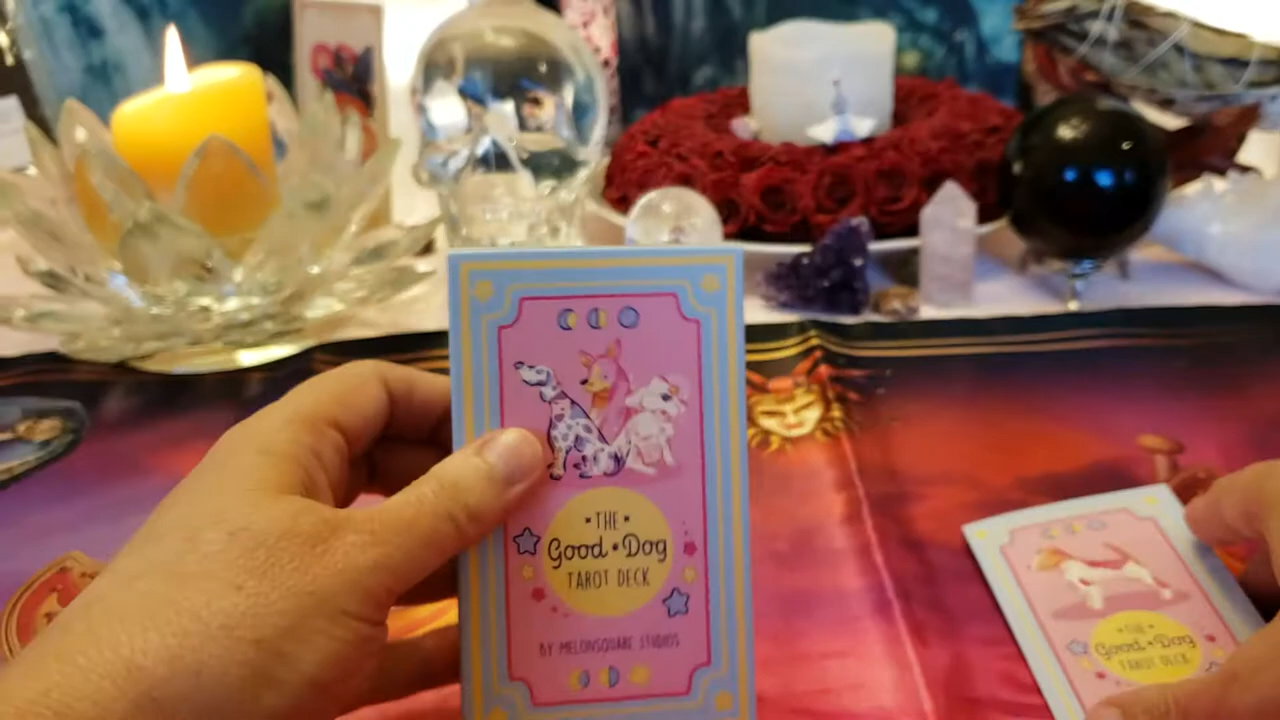 THE
Good • Dog
TAROT DECK
BY MELONSQUARE STUDIOS
THE
Good • Dog
TAROT DECK